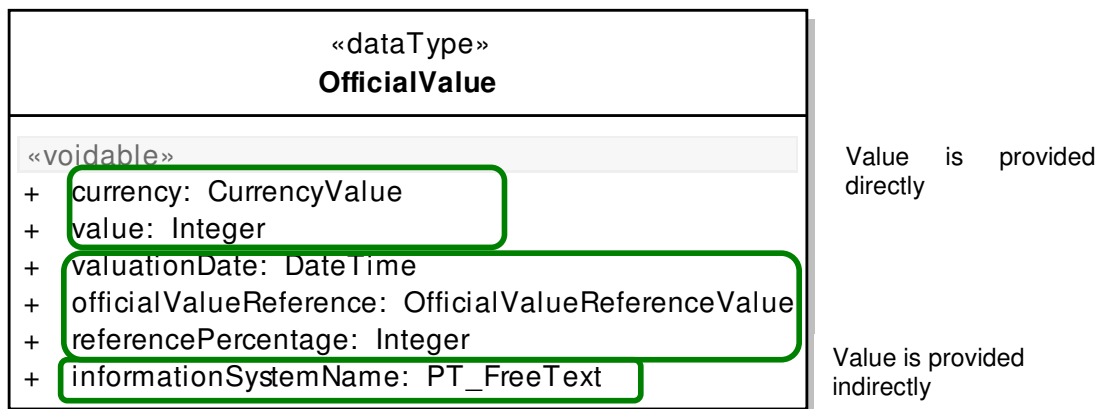 «dataType»
OfficialValue
«voidable»
+ currency: CurrencyValue
+ value: Integer
+ valuationDate: DateTime
+ officialValueReference: OfficialValueReferenceValue
+ referencePercentage: Integer
+ informationSystemName: PT_FreeText
Value is provided
directly
Value is provided
indirectly